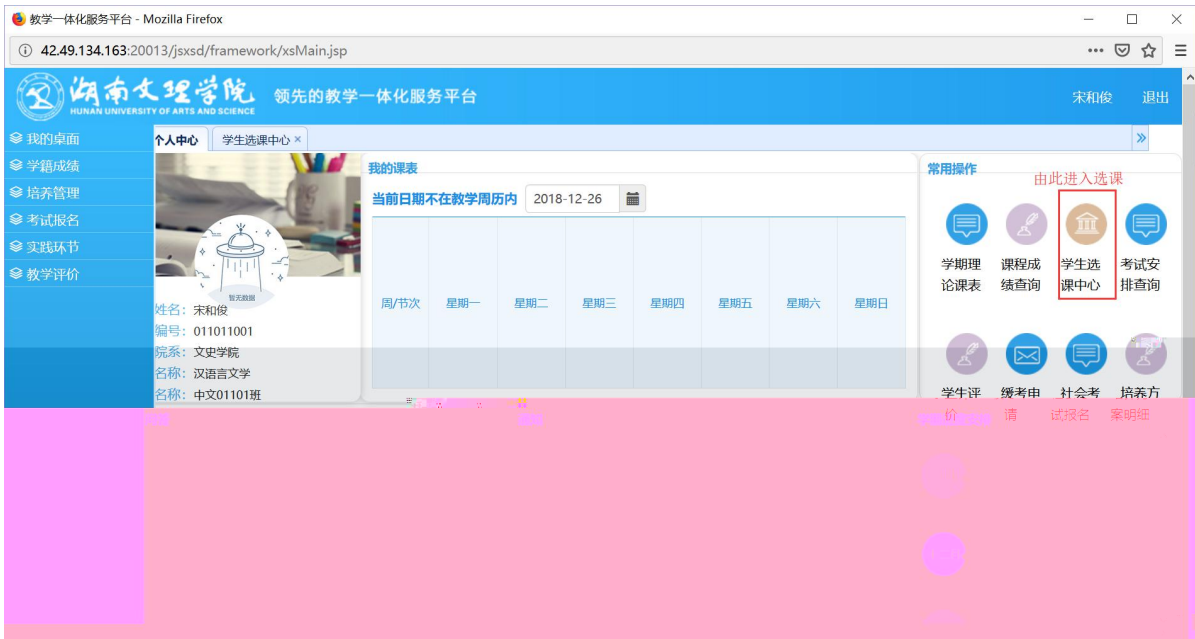 教学一体化服务平台 - Mozilla Firefox
42.49.134.163:20013/jsxsd/framework/xsMain.jsp
湖南文理学院
HUNAN UNIVERSITY OF ARTS AND SCIENCE
领先的教学一体化服务平台
宋和俊 退出
我的桌面
学籍成绩
培养管理
考试报名
实践环节
教学评价
个人中心 学生选课中心 ×
暂无数据
姓名: 宋和俊
编号: 011011001
院系: 文史学院
名称: 汉语言文学
名称: 中文01101班
我的课表
当前日期不在教学周历内 2018-12-26
周/节次 星期一 星期二 星期三 星期四 星期五 星期六 星期日
常用操作
由此进入选课
学期理论课表
课程成绩查询
学生选课中心
考试安排查询
学生评价
缓考申请
社会考试报名
培养方案明细